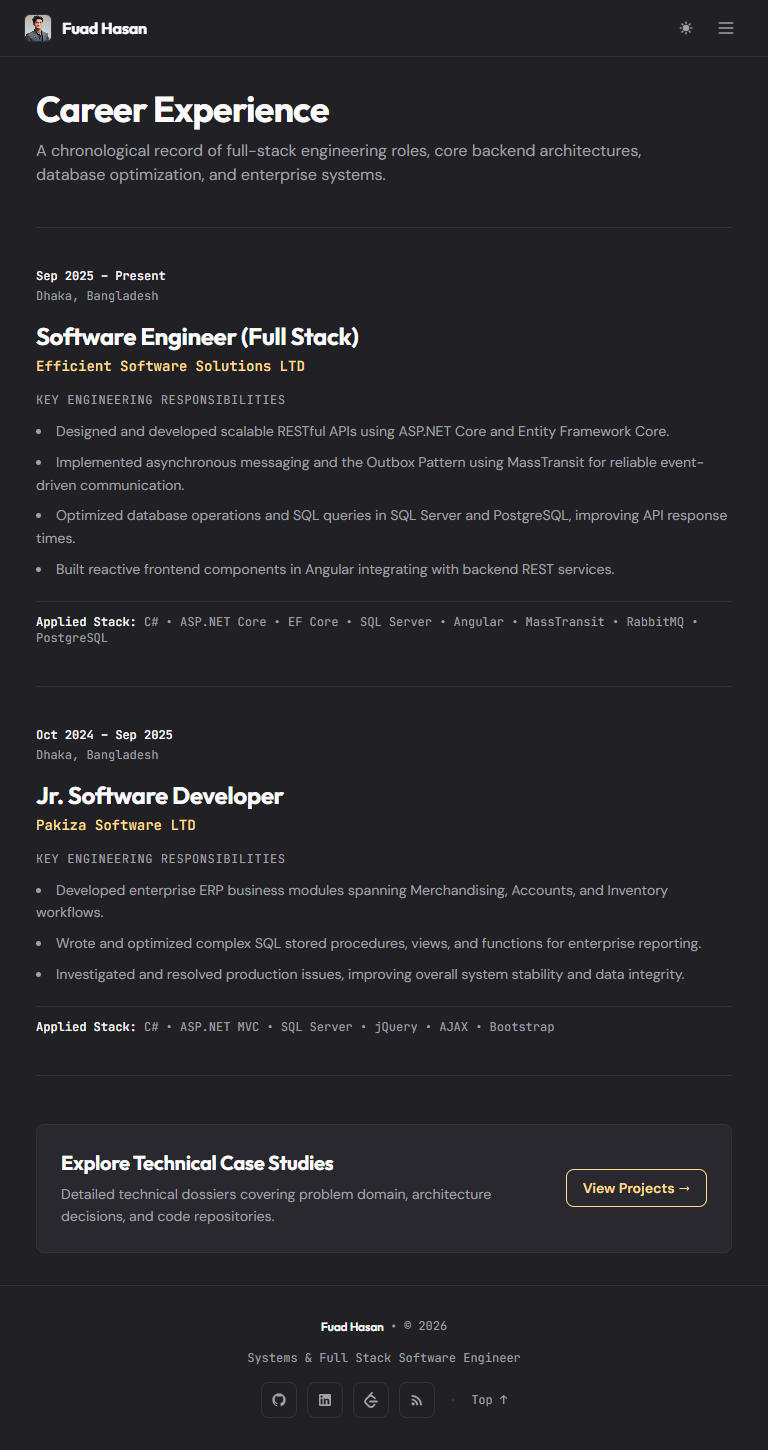 Fuad Hasan
Career Experience
A chronological record of full-stack engineering roles, core backend architectures,
database optimization, and enterprise systems.
Sep 2025 – Present
Dhaka, Bangladesh
Software Engineer (Full Stack)
Efficient Software Solutions LTD
KEY ENGINEERING RESPONSIBILITIES
• Designed and developed scalable RESTful APIs using ASP.NET Core and Entity Framework Core.
• Implemented asynchronous messaging and the Outbox Pattern using MassTransit for reliable event-
driven communication.
• Optimized database operations and SQL queries in SQL Server and PostgreSQL, improving API response
times.
• Built reactive frontend components in Angular integrating with backend REST services.
Applied Stack: C# • ASP.NET Core • EF Core • SQL Server • Angular • MassTransit • RabbitMQ •
PostgreSQL
Oct 2024 – Sep 2025
Dhaka, Bangladesh
Jr. Software Developer
Pakiza Software LTD
KEY ENGINEERING RESPONSIBILITIES
• Developed enterprise ERP business modules spanning Merchandising, Accounts, and Inventory
workflows.
• Wrote and optimized complex SQL stored procedures, views, and functions for enterprise reporting.
• Investigated and resolved production issues, improving overall system stability and data integrity.
Applied Stack: C# • ASP.NET MVC • SQL Server • jQuery • AJAX • Bootstrap
Explore Technical Case Studies
Detailed technical dossiers covering problem domain, architecture
decisions, and code repositories.
View Projects →
Fuad Hasan • © 2026
Systems & Full Stack Software Engineer
· Top ↑